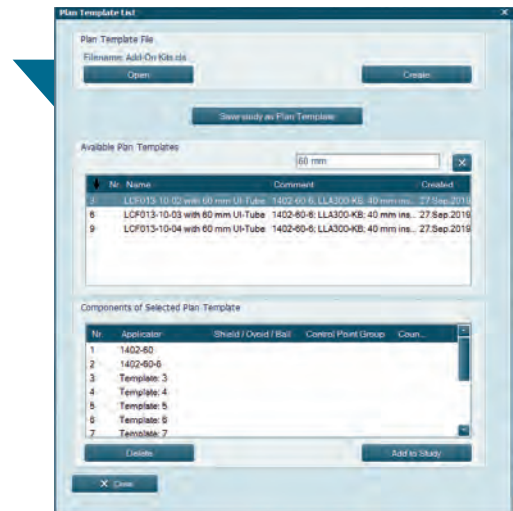 Plan Template List
Plan Template File
Filename: Add-On Kits.cls
Open Create
Save study as Plan Template
Available Plan Templates
60 mm
Nr. Name Comment Created
3 LCF013-10-02 with 60 mm UI-Tube 1402-60-6; LLA300-KB; 40 mm ins... 27.Sep.2019
6 LCF013-10-03 with 60 mm UI-Tube 1402-60-6; LLA300-KB; 40 mm ins... 27.Sep.2019
9 LCF013-10-04 with 60 mm UI-Tube 1402-60-6; LLA300-KB; 40 mm ins... 27.Sep.2019
Components of Selected Plan Template
Nr. Applicator Shield / Ovoid / Ball Control Point Group Coun...
1 1402-60
2 1402-60-6
3 Template: 3
4 Template: 4
5 Template: 5
6 Template: 6
7 Template: 7
Delete Add to Study
X Close